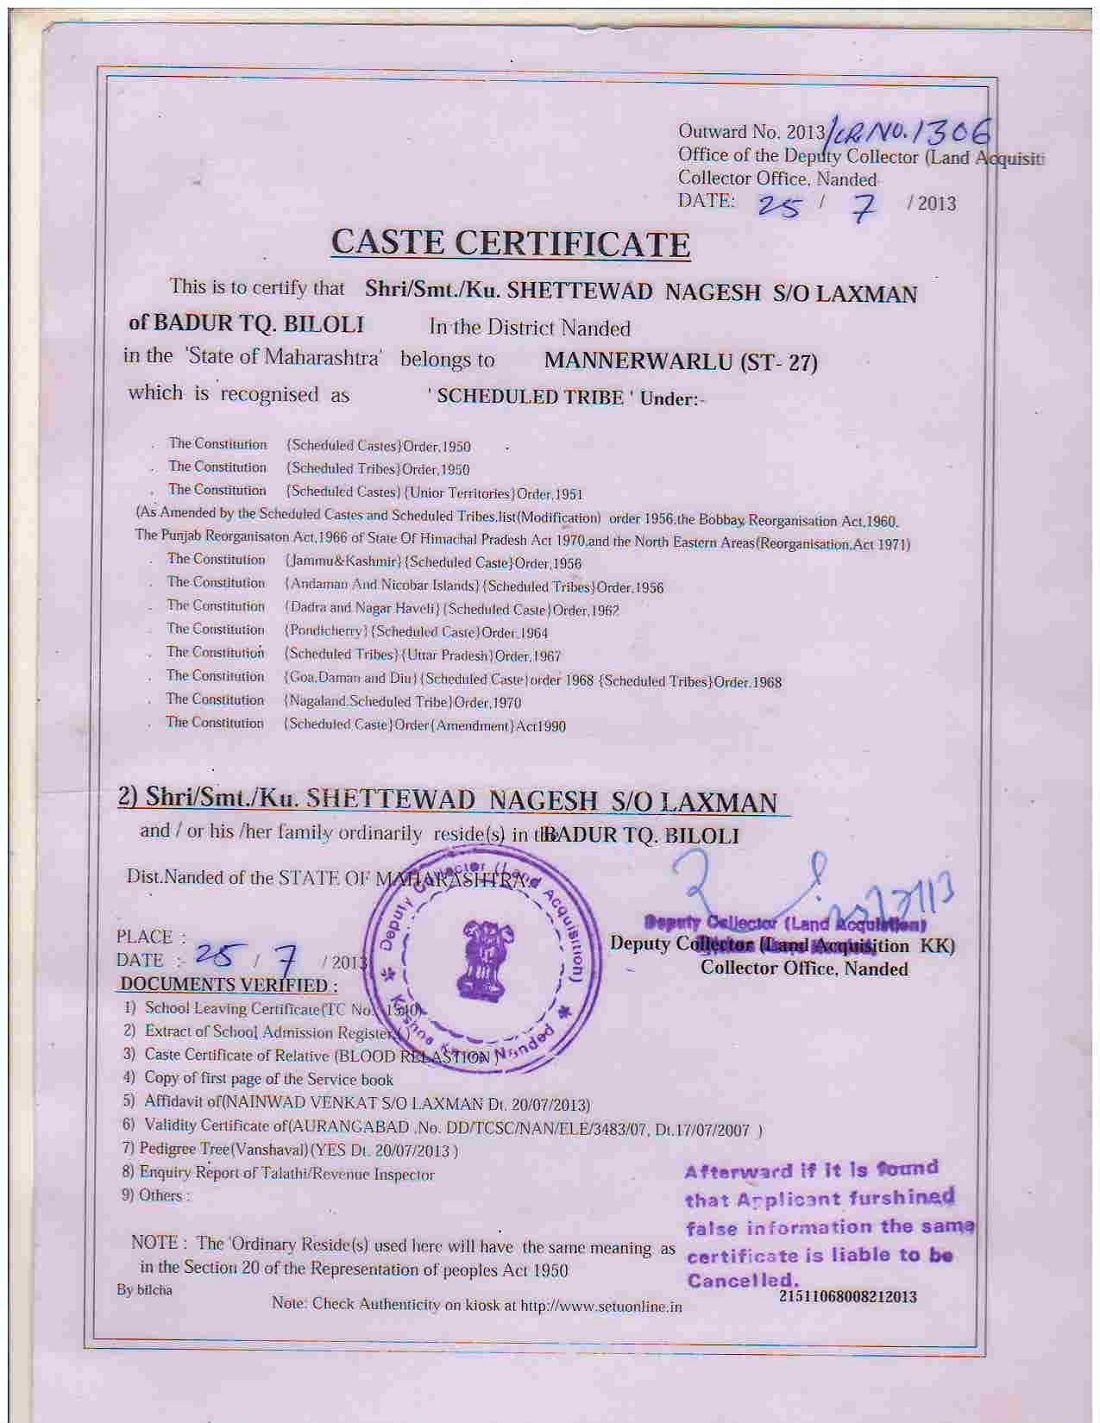 Outward No. 2013/CR.NO.1306
Office of the Deputy Collector (Land Acquisiti
Collector Office, Nanded
DATE: 25 / 7 / 2013
CASTE CERTIFICATE
This is to certify that Shri/Smt./Ku. SHETTEWAD NAGESH S/O LAXMAN
of BADUR TQ. BILOLI In the District Nanded
in the 'State of Maharashtra' belongs to MANNERWARLU (ST- 27)
which is recognised as ' SCHEDULED TRIBE ' Under:-
. The Constitution {Scheduled Castes}Order,1950
. The Constitution {Scheduled Tribes}Order,1950
. The Constitution {Scheduled Castes} {Unior Territories}Order,1951
(As Amended by the Scheduled Castes and Scheduled Tribes,list(Modification) order 1956,the Bobbay Reorganisation Act,1960,
The Punjab Reorganisaton Act,1966 of State Of Himachal Pradesh Act 1970,and the North Eastern Areas(Reorganisation,Act 1971)
. The Constitution {Jammu&Kashmir}{Scheduled Caste}Order,1956
. The Constitution {Andaman And Nicobar Islands}{Scheduled Tribes}Order,1956
. The Constitution {Dadra and Nagar Haveli}{Scheduled Caste}Order,1962
. The Constitution {Pondicherry}{Scheduled Caste}Order,1964
. The Constitution {Scheduled Tribes}{Uttar Pradesh}Order,1967
. The Constitution {Goa,Daman and Diu}{Scheduled Caste}order 1968 {Scheduled Tribes}Order,1968
. The Constitution {Nagaland,Scheduled Tribe}Order,1970
. The Constitution {Scheduled Caste}Order{Amendment}Act1990
2) Shri/Smt./Ku. SHETTEWAD NAGESH S/O LAXMAN
and / or his /her family ordinarily reside(s) in the BADUR TQ. BILOLI
Dist.Nanded of the STATE OF MAHARASHTRA
Deputy Collector (Land Acquisition)
Nanded
Deputy Collector (Land Acquisition)
PLACE :
Deputy Collector (Land Acquisition KK)
DATE :- 25 / 7 / 2013
Collector Office, Nanded
DOCUMENTS VERIFIED :
1) School Leaving Certificate(TC No.
2) Extract of School Admission Register(
3) Caste Certificate of Relative (BLOOD RELASTION )
4) Copy of first page of the Service book
5) Affidavit of(NAINWAD VENKAT S/O LAXMAN Dt. 20/07/2013)
6) Validity Certificate of(AURANGABAD .No. DD/TCSC/NAN/ELE/3483/07, Dt.17/07/2007 )
7) Pedigree Tree(Vanshaval)(YES Dt. 20/07/2013 )
8) Enquiry Report of Talathi/Revenue Inspector
9) Others :
Afterward if it is found
that Applicant furshined
false information the same
certificate is liable to be
Cancelled.
NOTE : The 'Ordinary Reside(s) used here will have the same meaning as
in the Section 20 of the Representation of peoples Act 1950
By bilcha
21511068008212013
Note: Check Authenticity on kiosk at http://www.setuonline.in